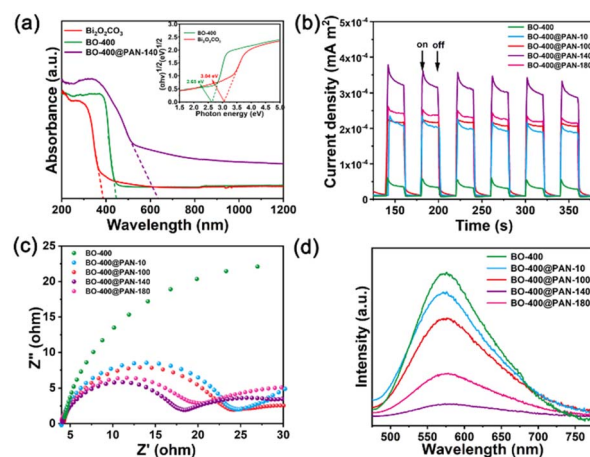 (a)
Bi₂O₂CO₃
BO-400
BO-400@PAN-140
(αhv)^1/2 (eV)^1/2
BO-400
Bi₂O₂CO₃
2.63 eV
3.04 eV
1.5 2.0 2.5 3.0 3.5 4.0 4.5 5.0
Photon energy (eV)
Absorbance (a.u.)
200 400 600 800 1000 1200
Wavelength (nm)
(b)
BO-400
BO-400@PAN-10
BO-400@PAN-100
BO-400@PAN-140
BO-400@PAN-180
on off
Current density (mA m²)
5x10⁻⁴
4x10⁻⁴
3x10⁻⁴
2x10⁻⁴
1x10⁻⁴
150 200 250 300 350
Time (s)
(c)
BO-400
BO-400@PAN-10
BO-400@PAN-100
BO-400@PAN-140
BO-400@PAN-180
Z'' (ohm)
25
20
15
10
5
0
5 10 15 20 25 30
Z' (ohm)
(d)
BO-400
BO-400@PAN-10
BO-400@PAN-100
BO-400@PAN-140
BO-400@PAN-180
Intensity (a.u.)
500 550 600 650 700 750
Wavelength (nm)